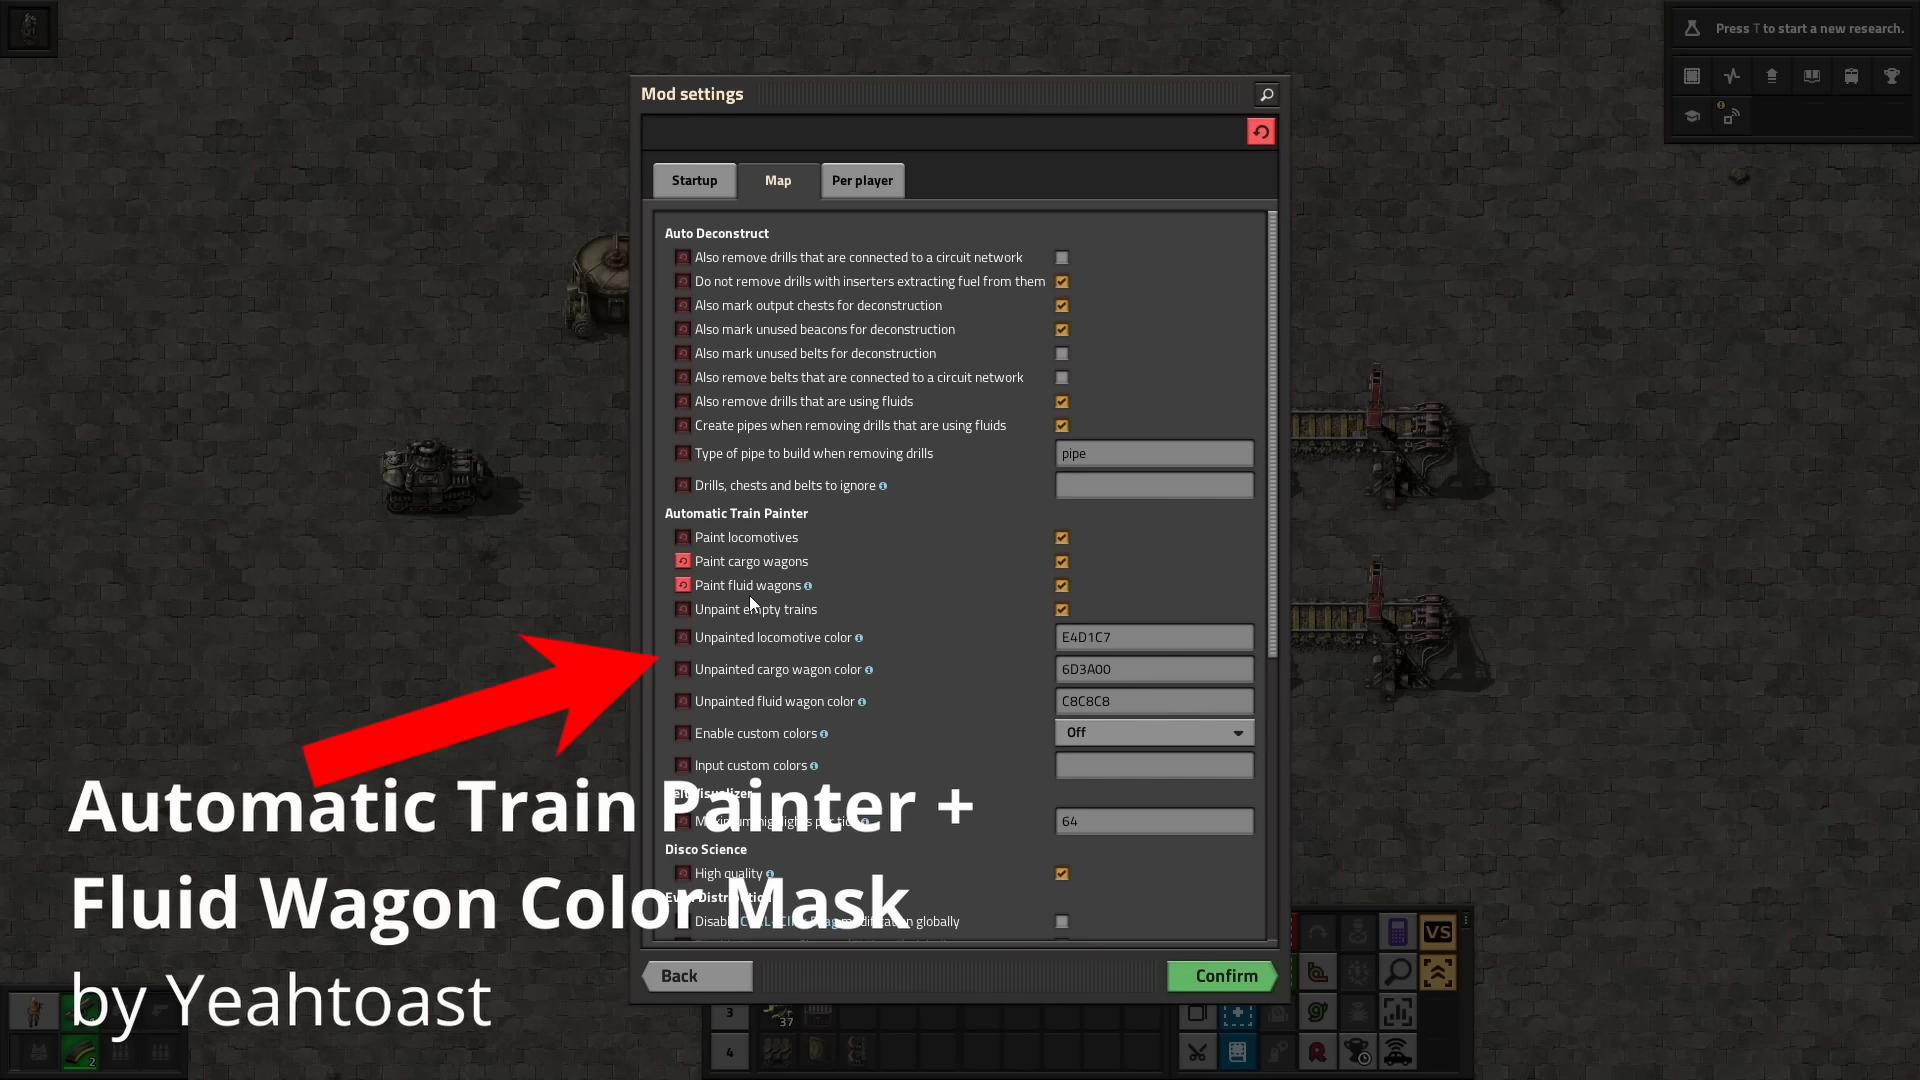 Press T to start a new research.
Mod settings
Startup
Map
Per player
Auto Deconstruct
Also remove drills that are connected to a circuit network
Do not remove drills with inserters extracting fuel from them
Also mark output chests for deconstruction
Also mark unused beacons for deconstruction
Also mark unused belts for deconstruction
Also remove belts that are connected to a circuit network
Also remove drills that are using fluids
Create pipes when removing drills that are using fluids
Type of pipe to build when removing drills pipe
Drills, chests and belts to ignore
Automatic Train Painter
Paint locomotives
Paint cargo wagons
Paint fluid wagons
Unpaint empty trains
Unpainted locomotive color E4D1C7
Unpainted cargo wagon color 6D3A00
Unpainted fluid wagon color C8C8C8
Enable custom colors Off
Input custom colors
64
Disco Science
High quality
globally
Automatic Train Painter +
Fluid Wagon Color Mask
by Yeahtoast
Back
Confirm
VS
3
37
4
2
R